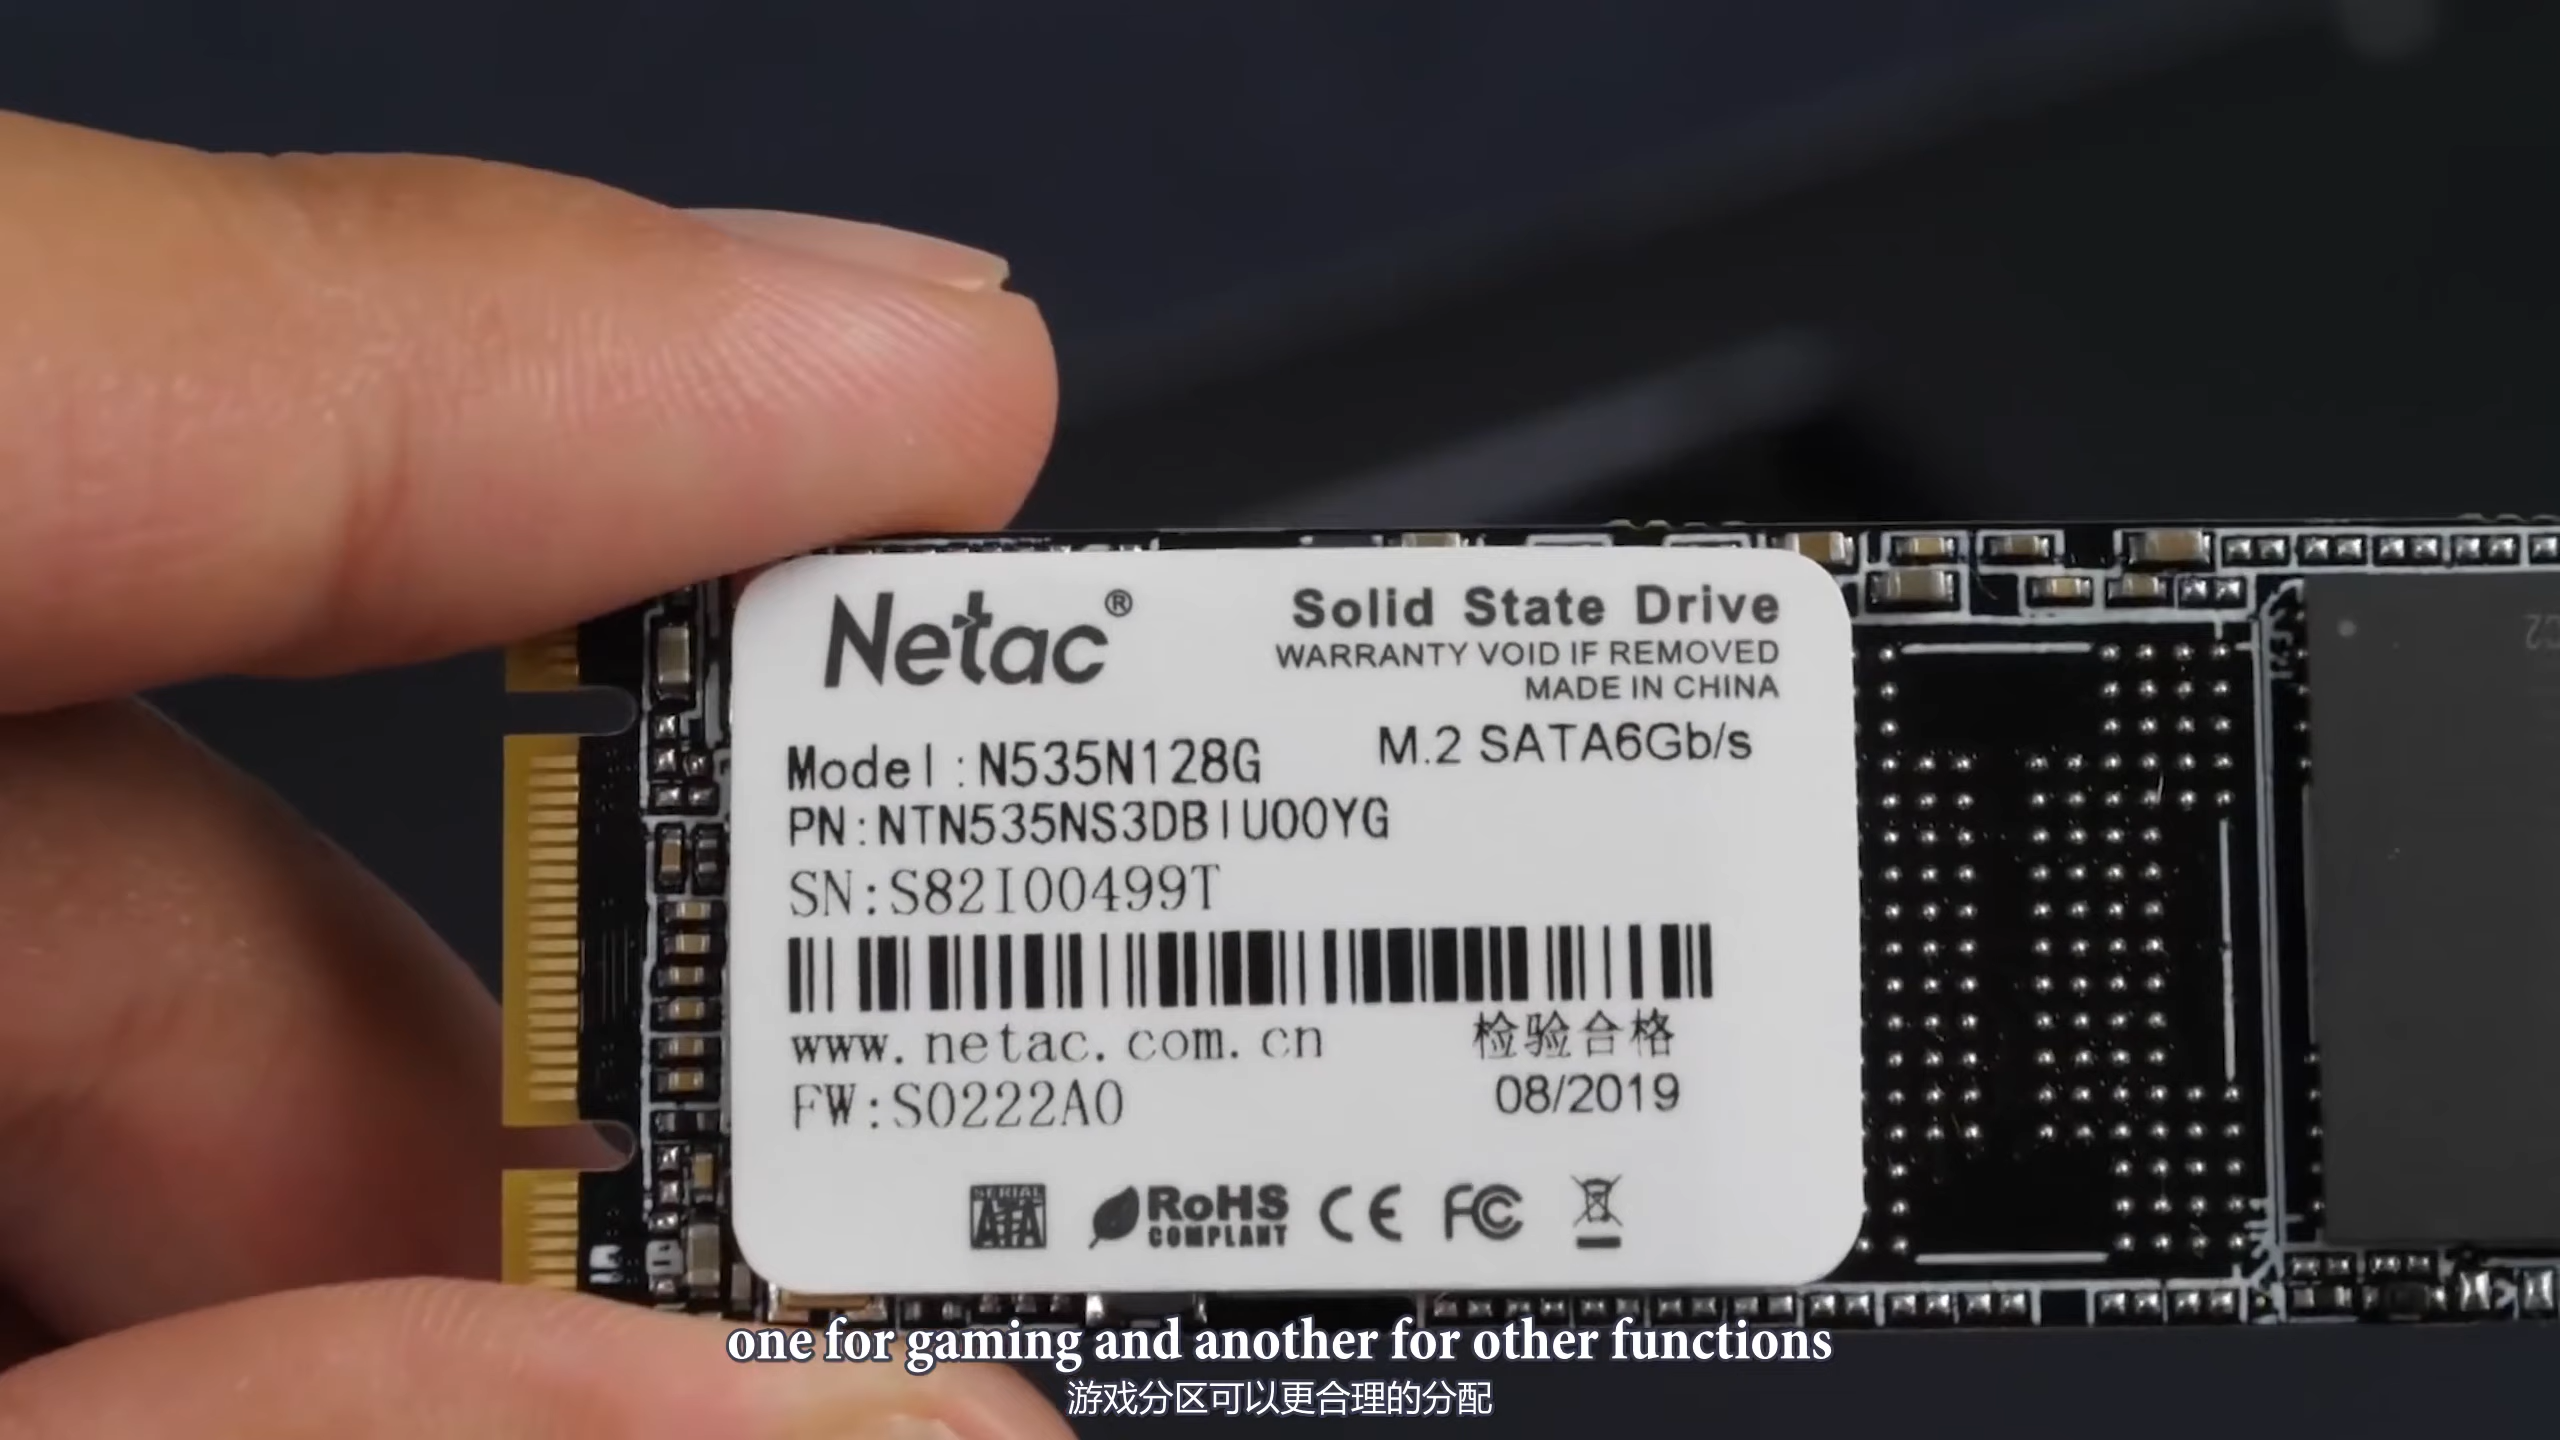 Netac®
Solid State Drive
WARRANTY VOID IF REMOVED
MADE IN CHINA
M.2 SATA6Gb/s
Model:N535N128G
PN:NTN535NS3DBIU00YG
SN:S82I00499T
www.netac.com.cn
检验合格
FW:S0222A0
08/2019
SERIAL
ATA
RoHS
COMPLIANT
CE
FC
one for gaming and another for other functions
游戏分区可以更合理的分配